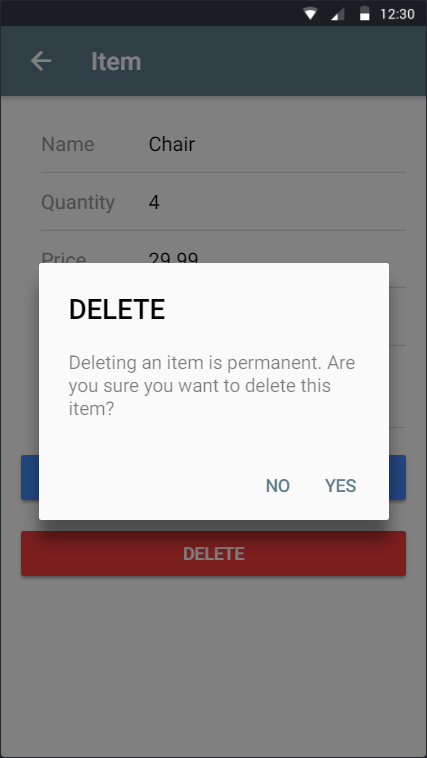 12:30
Item
Name Chair
Quantity 4
Price 29.99
DELETE
Deleting an item is permanent. Are
you sure you want to delete this
item?
NO YES
DELETE